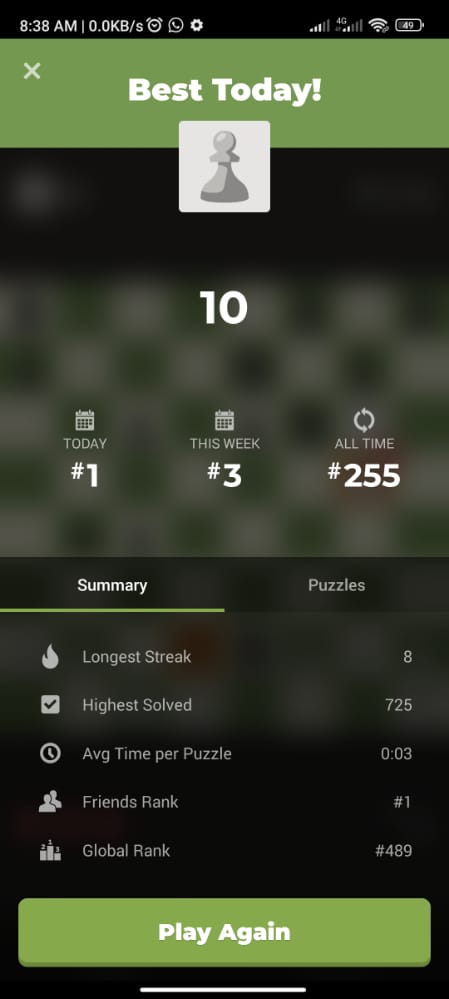 8:38 AM | 0.0KB/s
4G
49
Best Today!
10
TODAY
THIS WEEK
ALL TIME
#1
#3
#255
Summary
Puzzles
Longest Streak 8
Highest Solved 725
Avg Time per Puzzle 0:03
Friends Rank #1
Global Rank #489
Play Again